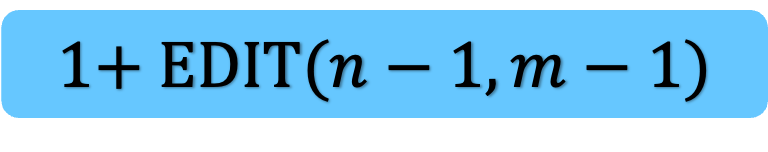 1+ EDIT(n − 1, m − 1)